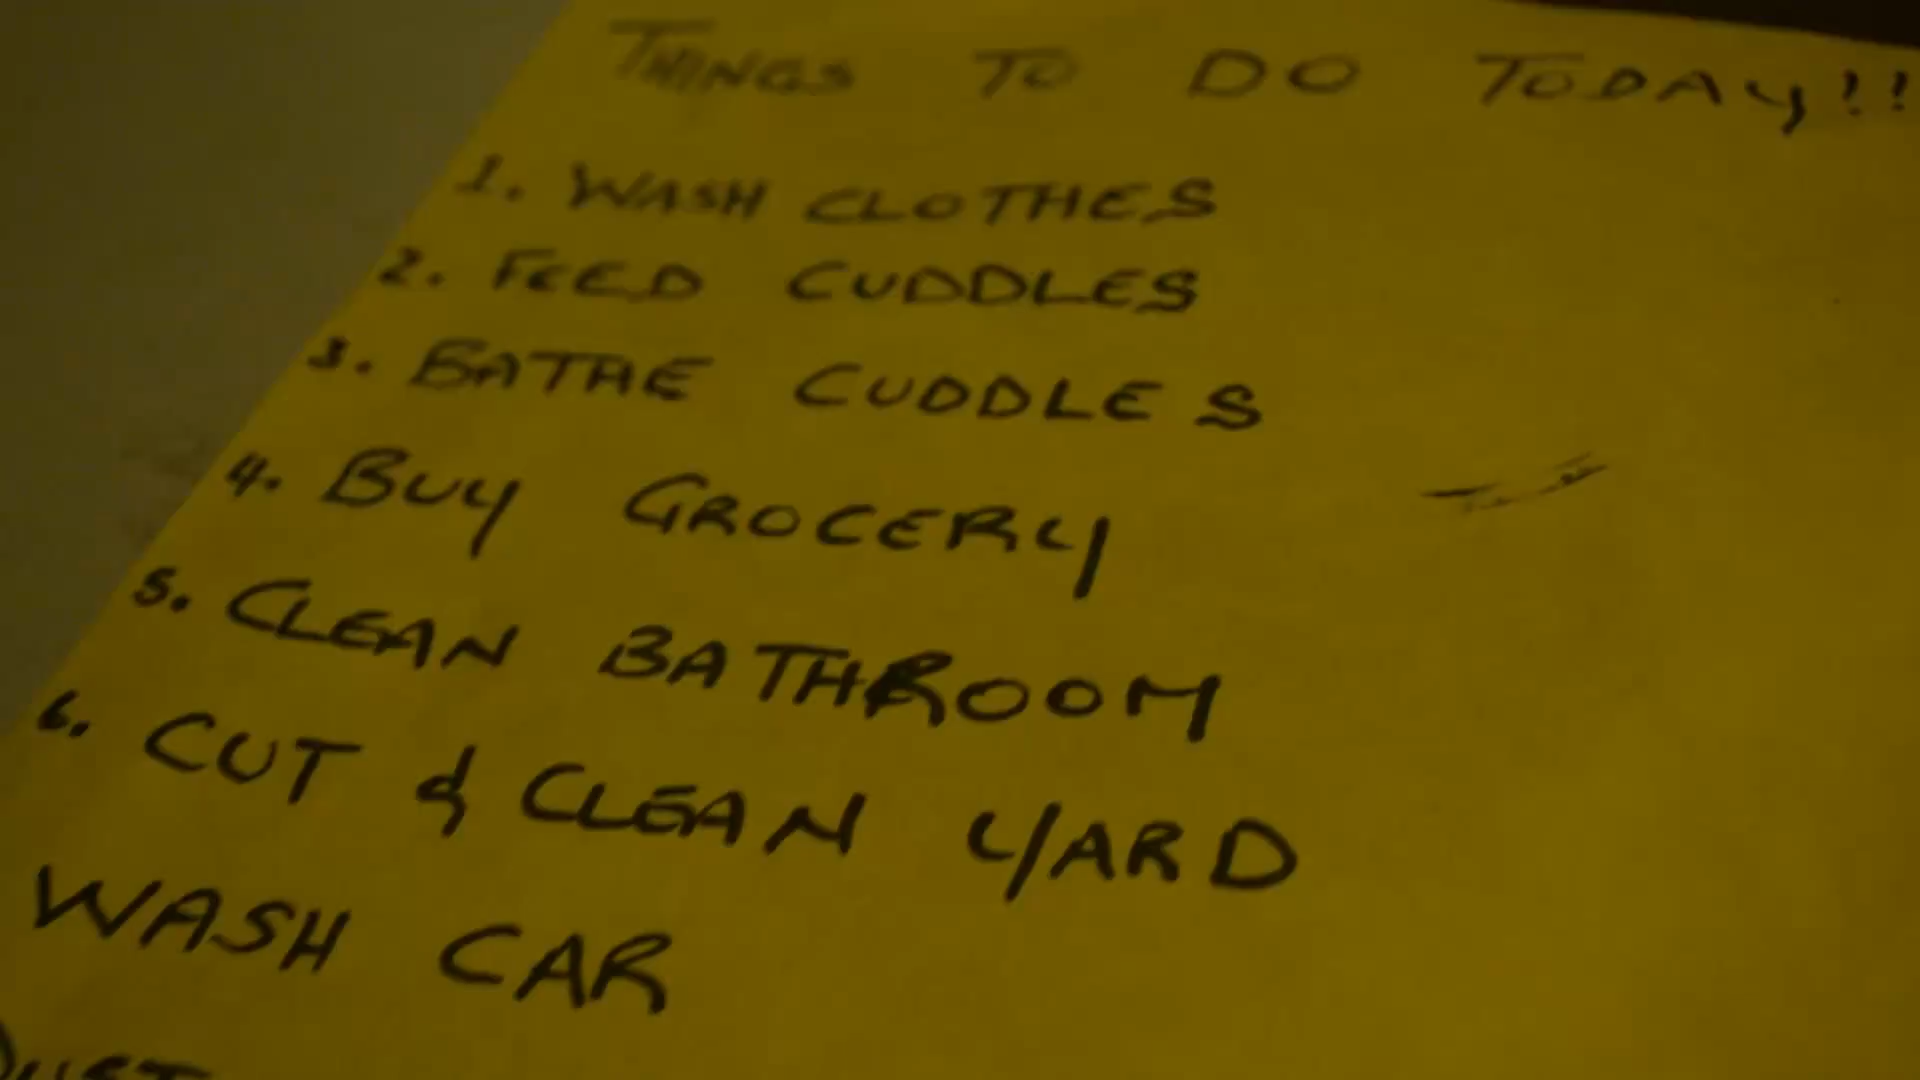 THINGS TO DO TODAY!!
1. WASH CLOTHES
2. FEED CUDDLES
3. BATHE CUDDLES
4. BUY GROCERY
5. CLEAN BATHROOM
6. CUT & CLEAN YARD
WASH CAR
DUST